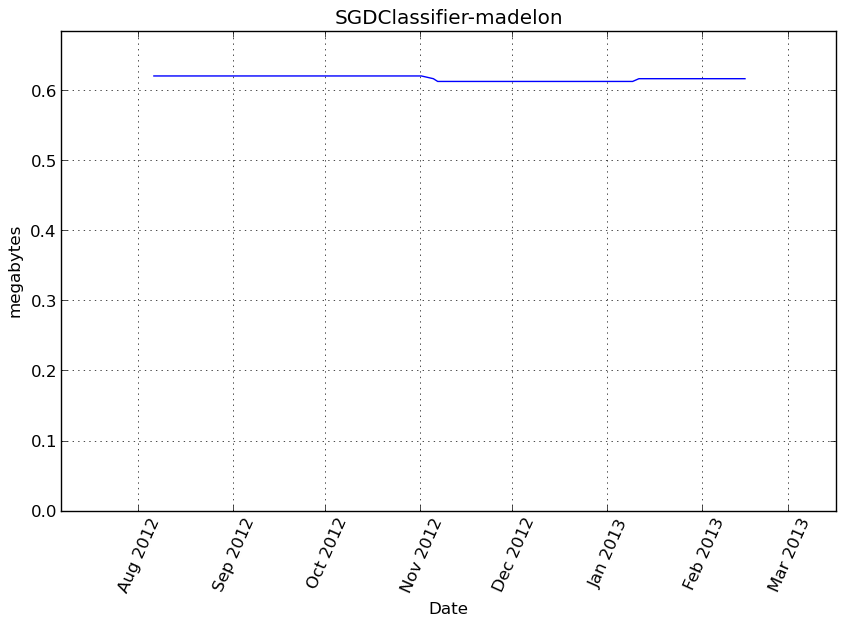 SGDClassifier-madelon
megabytes
0.6
0.5
0.4
0.3
0.2
0.1
0.0
Aug 2012
Sep 2012
Oct 2012
Nov 2012
Dec 2012
Jan 2013
Feb 2013
Mar 2013
Date